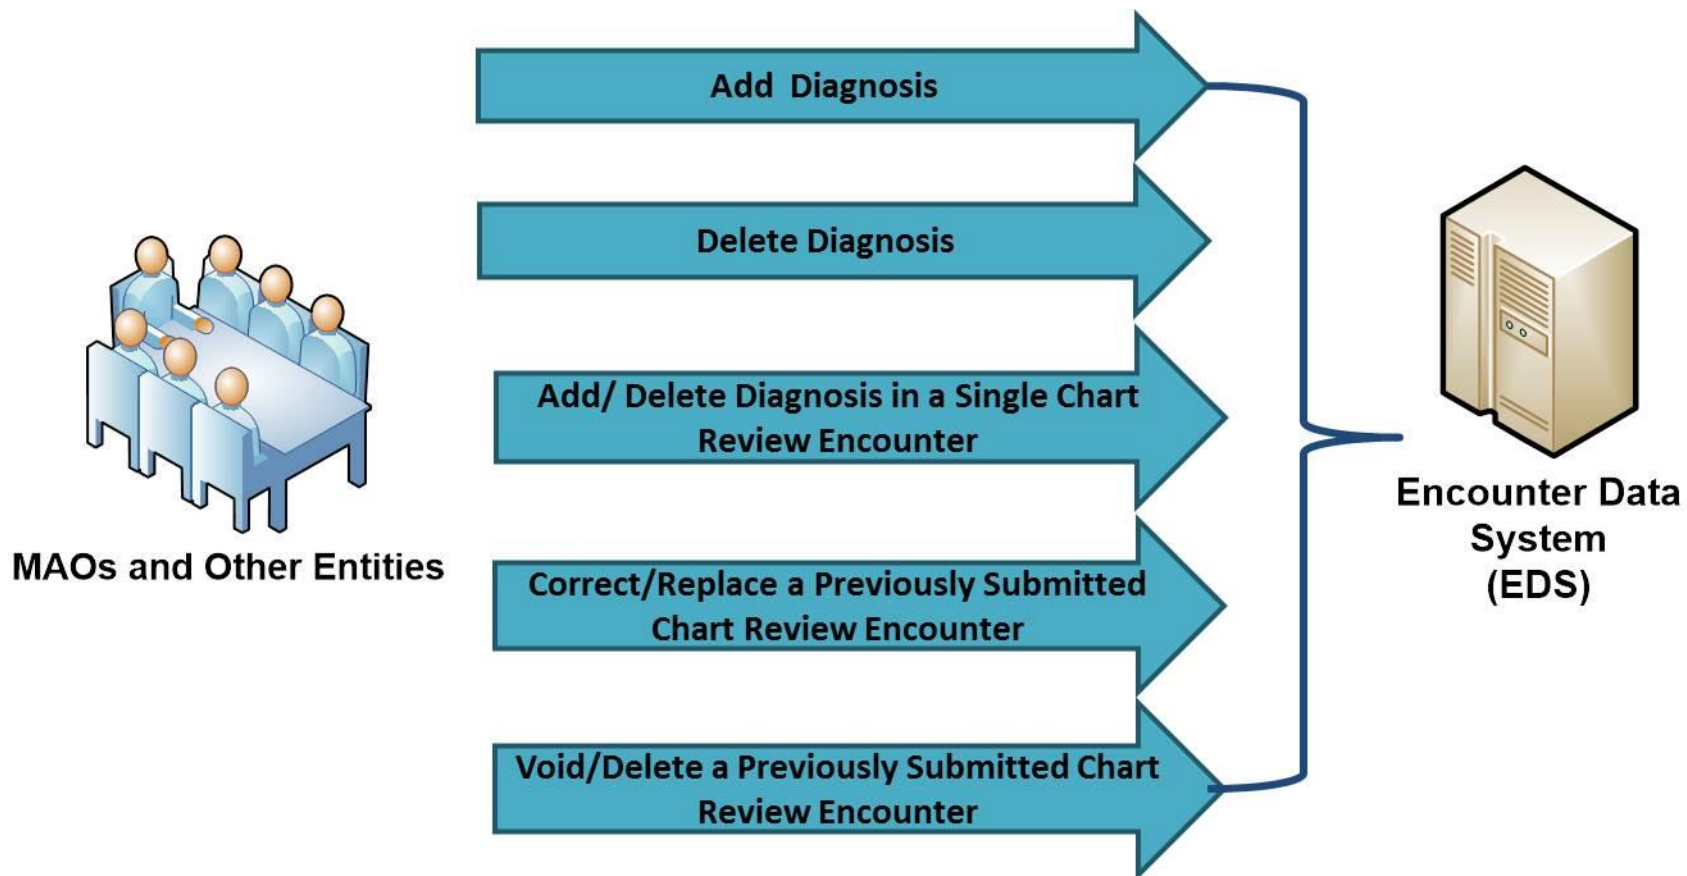 Add  Diagnosis
Delete Diagnosis
Add/ Delete Diagnosis in a Single Chart
Review Encounter
Correct/Replace a Previously Submitted
Chart Review Encounter
Void/Delete a Previously Submitted Chart
Review Encounter
MAOs and Other Entities
Encounter Data
System
(EDS)